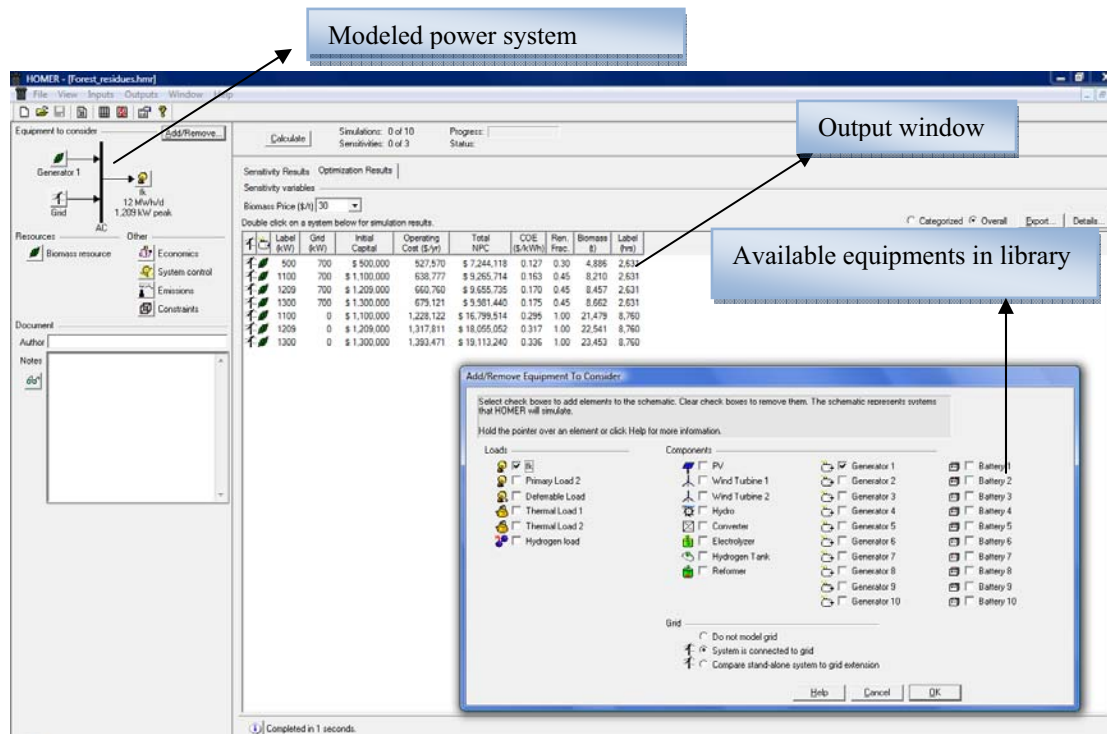 Modeled power system
HOMER - [Forest_residues.hmr]
File View Inputs Outputs Window Help
Output window
Equipment to consider Add/Remove...
Calculate
Simulations: 0 of 10 Progress:
Sensitivities: 0 of 3 Status:
Generator 1
fk
12 MWh/d
1,209 kW peak
Grid
AC
Resources Other
Biomass resource
Economics
System control
Emissions
Constraints
Document
Author
Notes
Sensitivity Results Optimization Results
Sensitivity variables
Biomass Price ($/t) 30
Double click on a system below for simulation results.
Categorized Overall Export... Details...
Label (kW) Grid (kW) Initial Capital Operating Cost ($/yr) Total NPC COE ($/kWh) Ren. Frac. Biomass (t) Label (hrs)
500 700 $ 500,000 527,570 $ 7,244,118 0.127 0.30 4,886 2,631
1100 700 $ 1,100,000 638,777 $ 9,265,714 0.163 0.45 8,210 2,631
1209 700 $ 1,209,000 660,760 $ 9,655,735 0.170 0.45 8,457 2,631
1300 700 $ 1,300,000 679,121 $ 9,981,440 0.175 0.45 8,662 2,631
1100 0 $ 1,100,000 1,228,122 $ 16,799,514 0.295 1.00 21,479 8,760
1209 0 $ 1,209,000 1,317,811 $ 18,055,052 0.317 1.00 22,541 8,760
1300 0 $ 1,300,000 1,393,471 $ 19,113,240 0.336 1.00 23,453 8,760
Available equipments in library
Add/Remove Equipment To Consider
Select check boxes to add elements to the schematic. Clear check boxes to remove them. The schematic represents systems
that HOMER will simulate.
Hold the pointer over an element or click Help for more information.
Loads Components
fk PV Generator 1 Battery 1
Primary Load 2 Wind Turbine 1 Generator 2 Battery 2
Deferrable Load Wind Turbine 2 Generator 3 Battery 3
Thermal Load 1 Hydro Generator 4 Battery 4
Thermal Load 2 Converter Generator 5 Battery 5
Hydrogen load Electrolyzer Generator 6 Battery 6
Hydrogen Tank Generator 7 Battery 7
Reformer Generator 8 Battery 8
Generator 9 Battery 9
Generator 10 Battery 10
Grid
Do not model grid
System is connected to grid
Compare stand-alone system to grid extension
Help Cancel OK
Completed in 1 seconds.